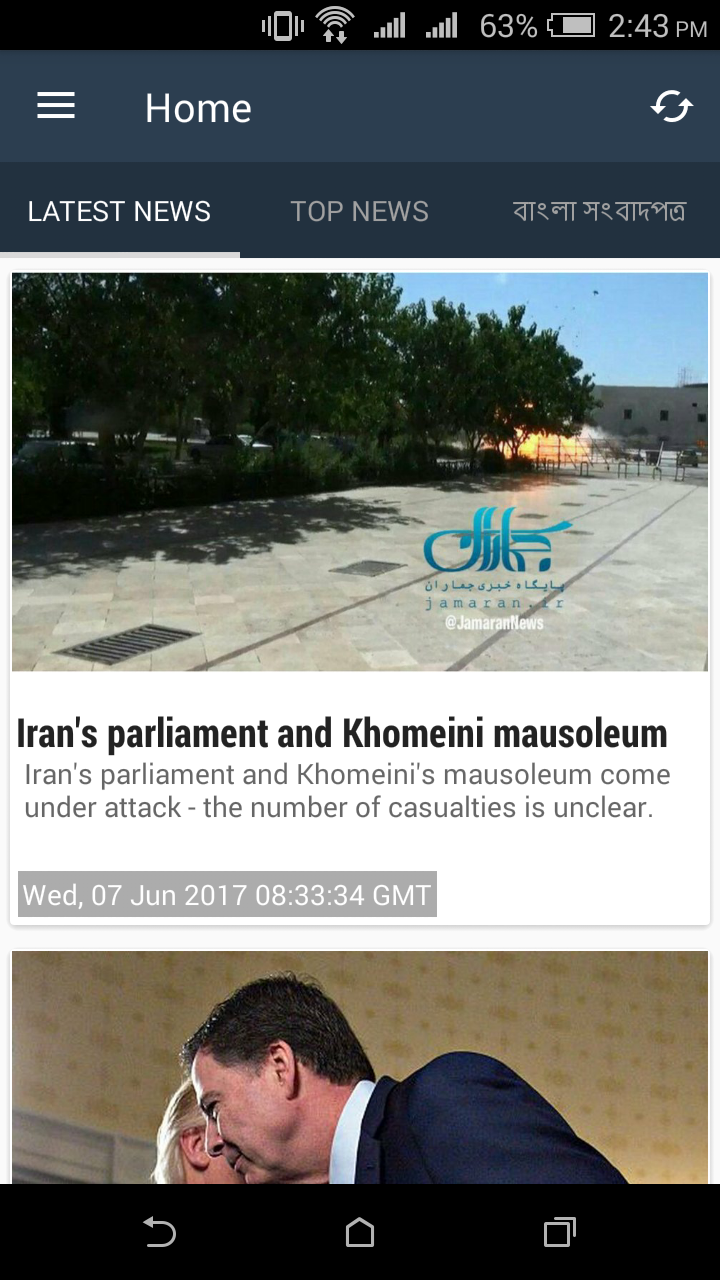 63%
2:43 PM
Home
LATEST NEWS
TOP NEWS
বাংলা সংবাদপত্র
جماران
پایگاه خبری جماران
jamaran.ir
@JamaranNews
Iran's parliament and Khomeini mausoleum
Iran's parliament and Khomeini's mausoleum come
under attack - the number of casualties is unclear.
Wed, 07 Jun 2017 08:33:34 GMT